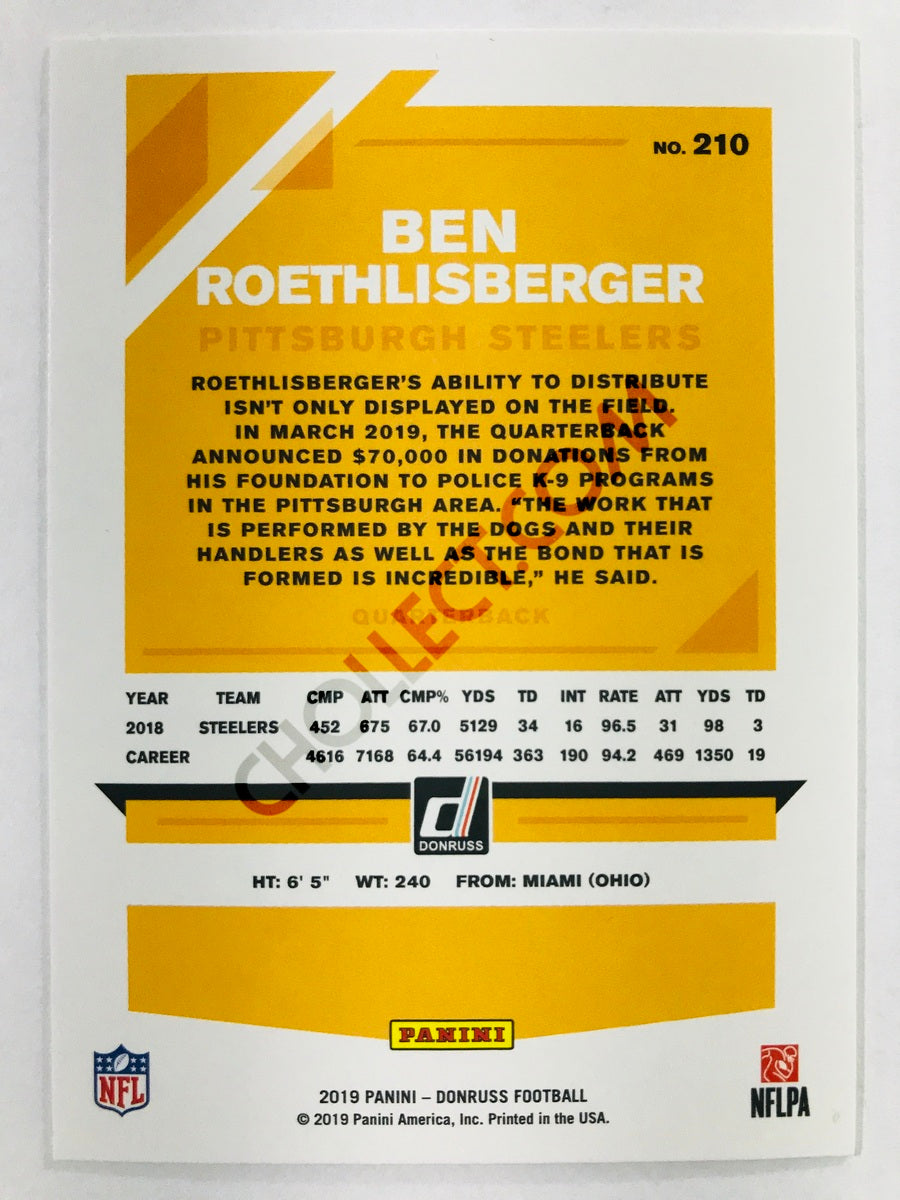 NO. 210
BEN
ROETHLISBERGER
PITTSBURGH STEELERS
ROETHLISBERGER'S ABILITY TO DISTRIBUTE
ISN'T ONLY DISPLAYED ON THE FIELD.
IN MARCH 2019, THE QUARTERBACK
ANNOUNCED $70,000 IN DONATIONS FROM
HIS FOUNDATION TO POLICE K-9 PROGRAMS
IN THE PITTSBURGH AREA. "THE WORK THAT
IS PERFORMED BY THE DOGS AND THEIR
HANDLERS AS WELL AS THE BOND THAT IS
FORMED IS INCREDIBLE," HE SAID.
QUARTERBACK
CHOLLECT.COM
YEAR TEAM CMP ATT CMP% YDS TD INT RATE ATT YDS TD
2018 STEELERS 452 675 67.0 5129 34 16 96.5 31 98 3
CAREER 4616 7168 64.4 56194 363 190 94.2 469 1350 19
d
DONRUSS
HT: 6' 5" WT: 240 FROM: MIAMI (OHIO)
PANINI
NFL
NFLPA
2019 PANINI – DONRUSS FOOTBALL
© 2019 Panini America, Inc. Printed in the USA.